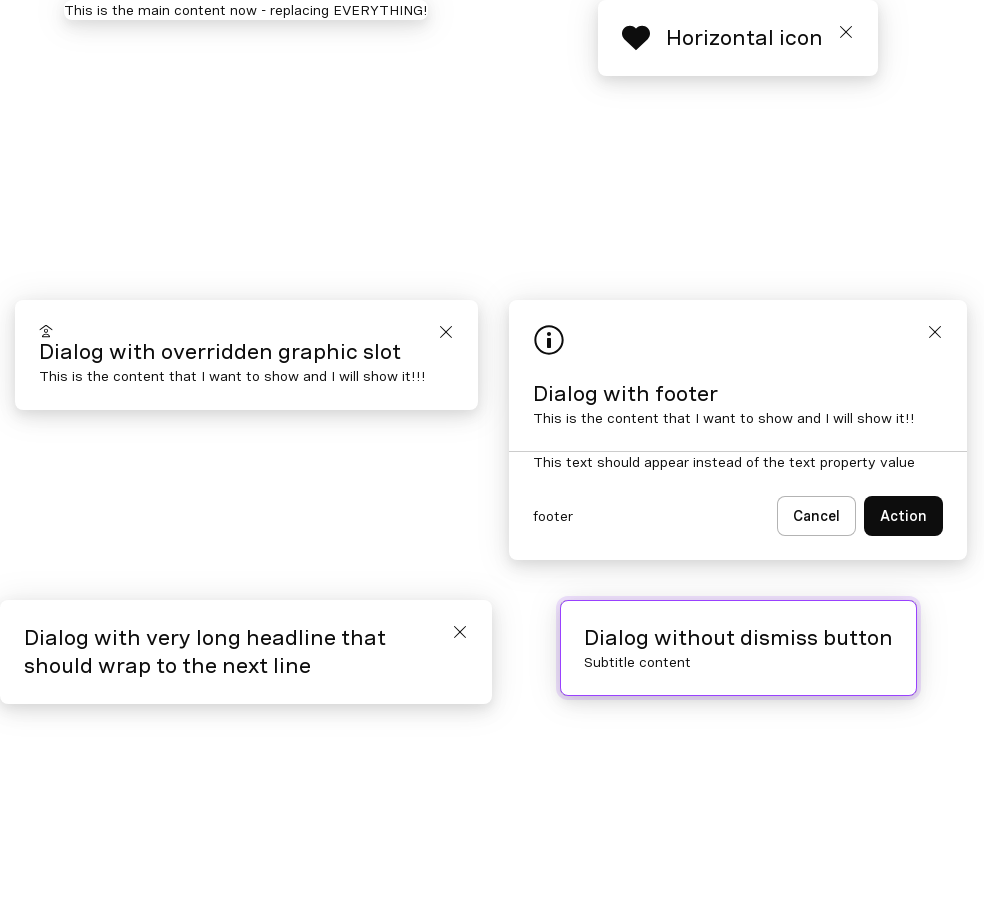 This is the main content now - replacing EVERYTHING!
Horizontal icon
Dialog with overridden graphic slot
This is the content that I want to show and I will show it!!!
Dialog with footer
This is the content that I want to show and I will show it!!
This text should appear instead of the text property value
footer
Cancel
Action
Dialog with very long headline that
should wrap to the next line
Dialog without dismiss button
Subtitle content